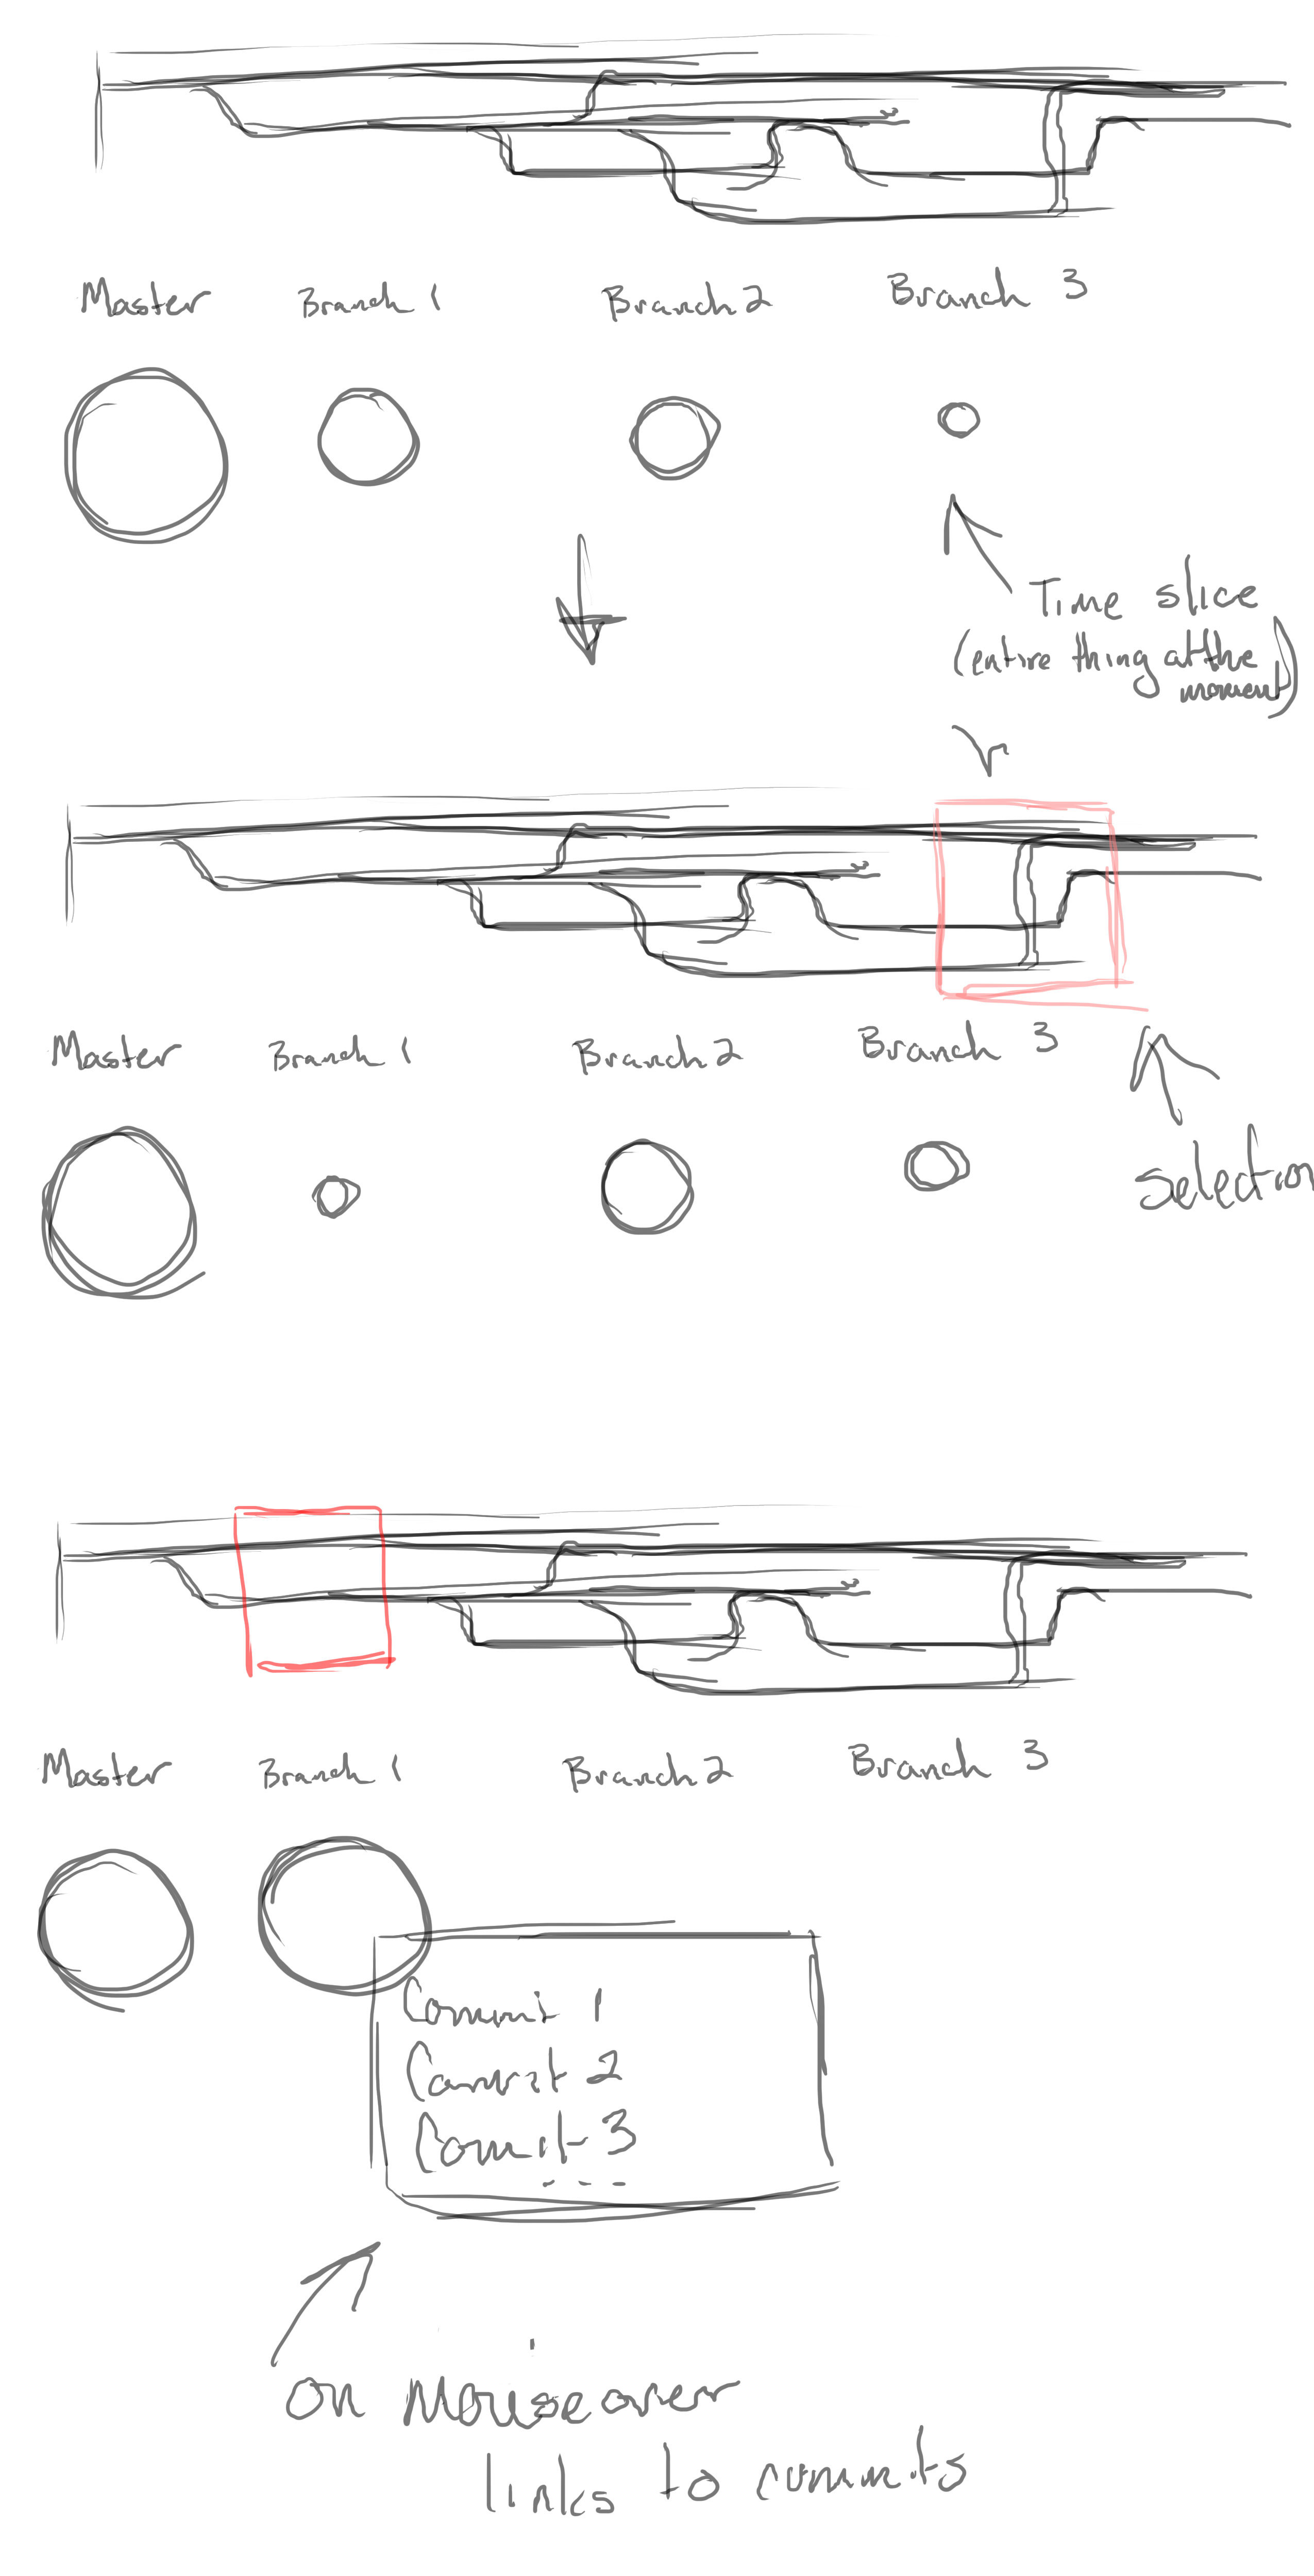 Master Branch 1 Branch 2 Branch 3
Time slice
(entire thing at the
moment)
Master Branch 1 Branch 2 Branch 3
Selection
Master Branch 1 Branch 2 Branch 3
Commit 1
Commit 2
Comit 3
...
on Mouseover
links to commits